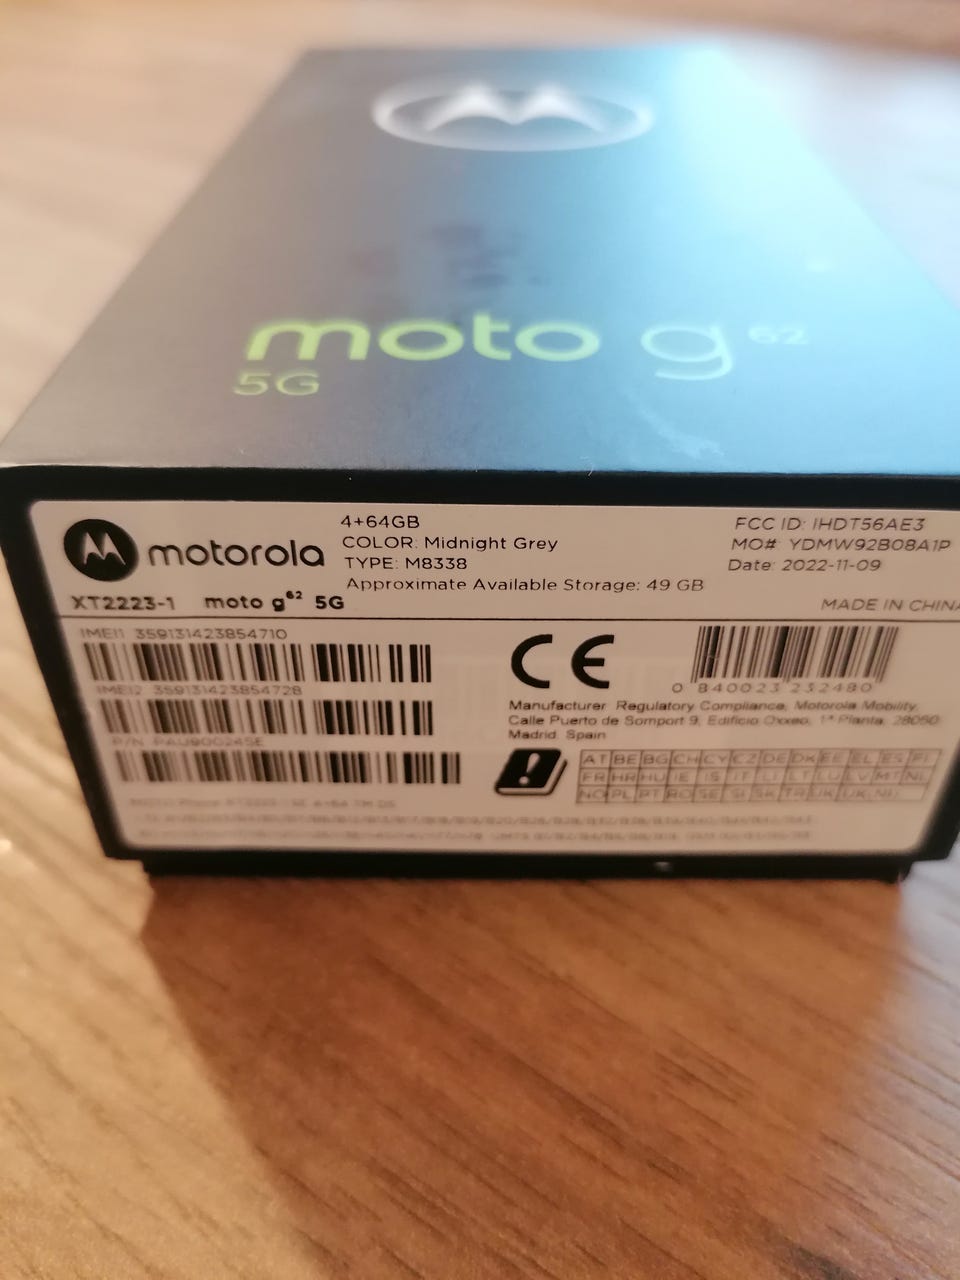 moto g 62
5G
motorola
4+64GB
COLOR: Midnight Grey
TYPE: M8338
Approximate Available Storage: 49 GB
FCC ID: IHDT56AE3
MO#: YDMW92B08A1P
Date: 2022-11-09
XT2223-1 moto g62 5G
MADE IN CHINA
IMEI1 359131423854710
IMEI2 359131423854728
P/N PAU90024SE
0 840023 232480
CE
Manufacturer Regulatory Compliance, Motorola Mobility,
Calle Puerto de Somport 9, Edificio Oxxeo, 1ª Planta, 28050
Madrid, Spain
AT BE BG CH CY CZ DE DK EE EL ES FI
FR HR HU IE IS IT LI LT LU LV MT NL
NO PL PT RO SE SI SK TR UK UK,NI